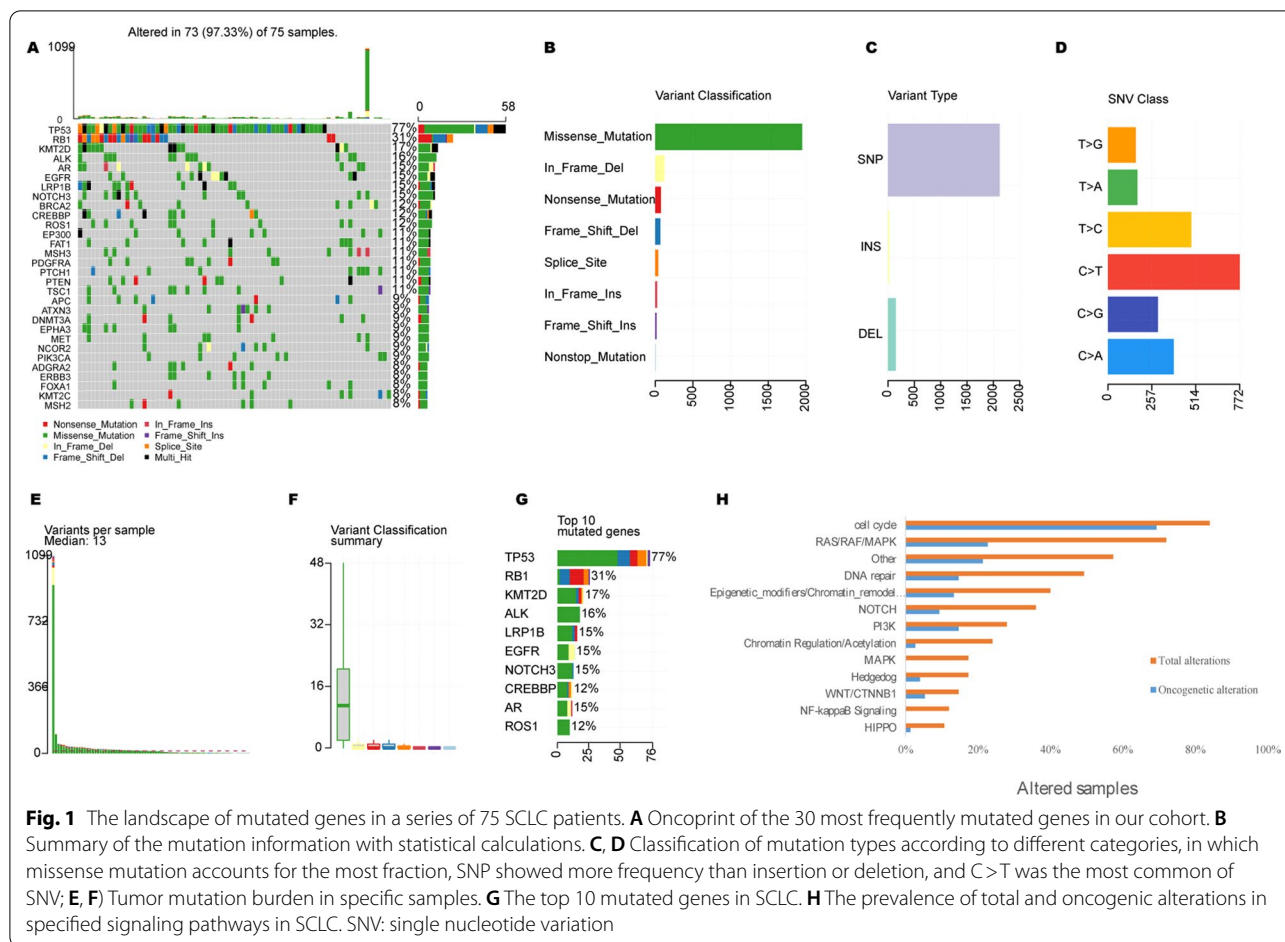 Altered in 73 (97.33%) of 75 samples.
A
1099
0
0 58
TP53 77%
RB1 31%
KMT2D 17%
ALK 16%
AR 15%
EGFR 15%
LRP1B 15%
NOTCH3 15%
BRCA2 12%
CREBBP 12%
ROS1 12%
EP300 11%
FAT1 11%
MSH3 11%
PDGFRA 11%
PTCH1 11%
PTEN 11%
TSC1 11%
APC 9%
ATXN3 9%
DNMT3A 9%
EPHA3 9%
MET 9%
NCOR2 9%
PIK3CA 9%
ADGRA2 8%
ERBB3 8%
FOXA1 8%
KMT2C 8%
MSH2 8%
Nonsense_Mutation
Missense_Mutation
In_Frame_Del
Frame_Shift_Del
In_Frame_Ins
Frame_Shift_Ins
Splice_Site
Multi_Hit
B
Variant Classification
Missense_Mutation
In_Frame_Del
Nonsense_Mutation
Frame_Shift_Del
Splice_Site
In_Frame_Ins
Frame_Shift_Ins
Nonstop_Mutation
0 500 1000 1500 2000
C
Variant Type
SNP
INS
DEL
0 500 1000 1500 2000 2500
D
SNV Class
T>G
T>A
T>C
C>T
C>G
C>A
0 257 514 772
E
Variants per sample
Median: 13
1099
732
366
0
F
Variant Classification
summary
48
32
16
0
G
Top 10
mutated genes
TP53 77%
RB1 31%
KMT2D 17%
ALK 16%
LRP1B 15%
EGFR 15%
NOTCH3 15%
CREBBP 12%
AR 15%
ROS1 12%
0 25 50 76
H
cell cycle
RAS/RAF/MAPK
Other
DNA repair
Epigenetic_modifiers/Chromatin_remodel...
NOTCH
PI3K
Chromatin Regulation/Acetylation
MAPK
Hedgedog
WNT/CTNNB1
NF-kappaB Signaling
HIPPO
Total alterations
Oncogenetic alteration
0% 20% 40% 60% 80% 100%
Altered samples
Fig. 1 The landscape of mutated genes in a series of 75 SCLC patients. A Oncoprint of the 30 most frequently mutated genes in our cohort. B
Summary of the mutation information with statistical calculations. C, D Classification of mutation types according to different categories, in which
missense mutation accounts for the most fraction, SNP showed more frequency than insertion or deletion, and C > T was the most common of
SNV; E, F) Tumor mutation burden in specific samples. G The top 10 mutated genes in SCLC. H The prevalence of total and oncogenic alterations in
specified signaling pathways in SCLC. SNV: single nucleotide variation